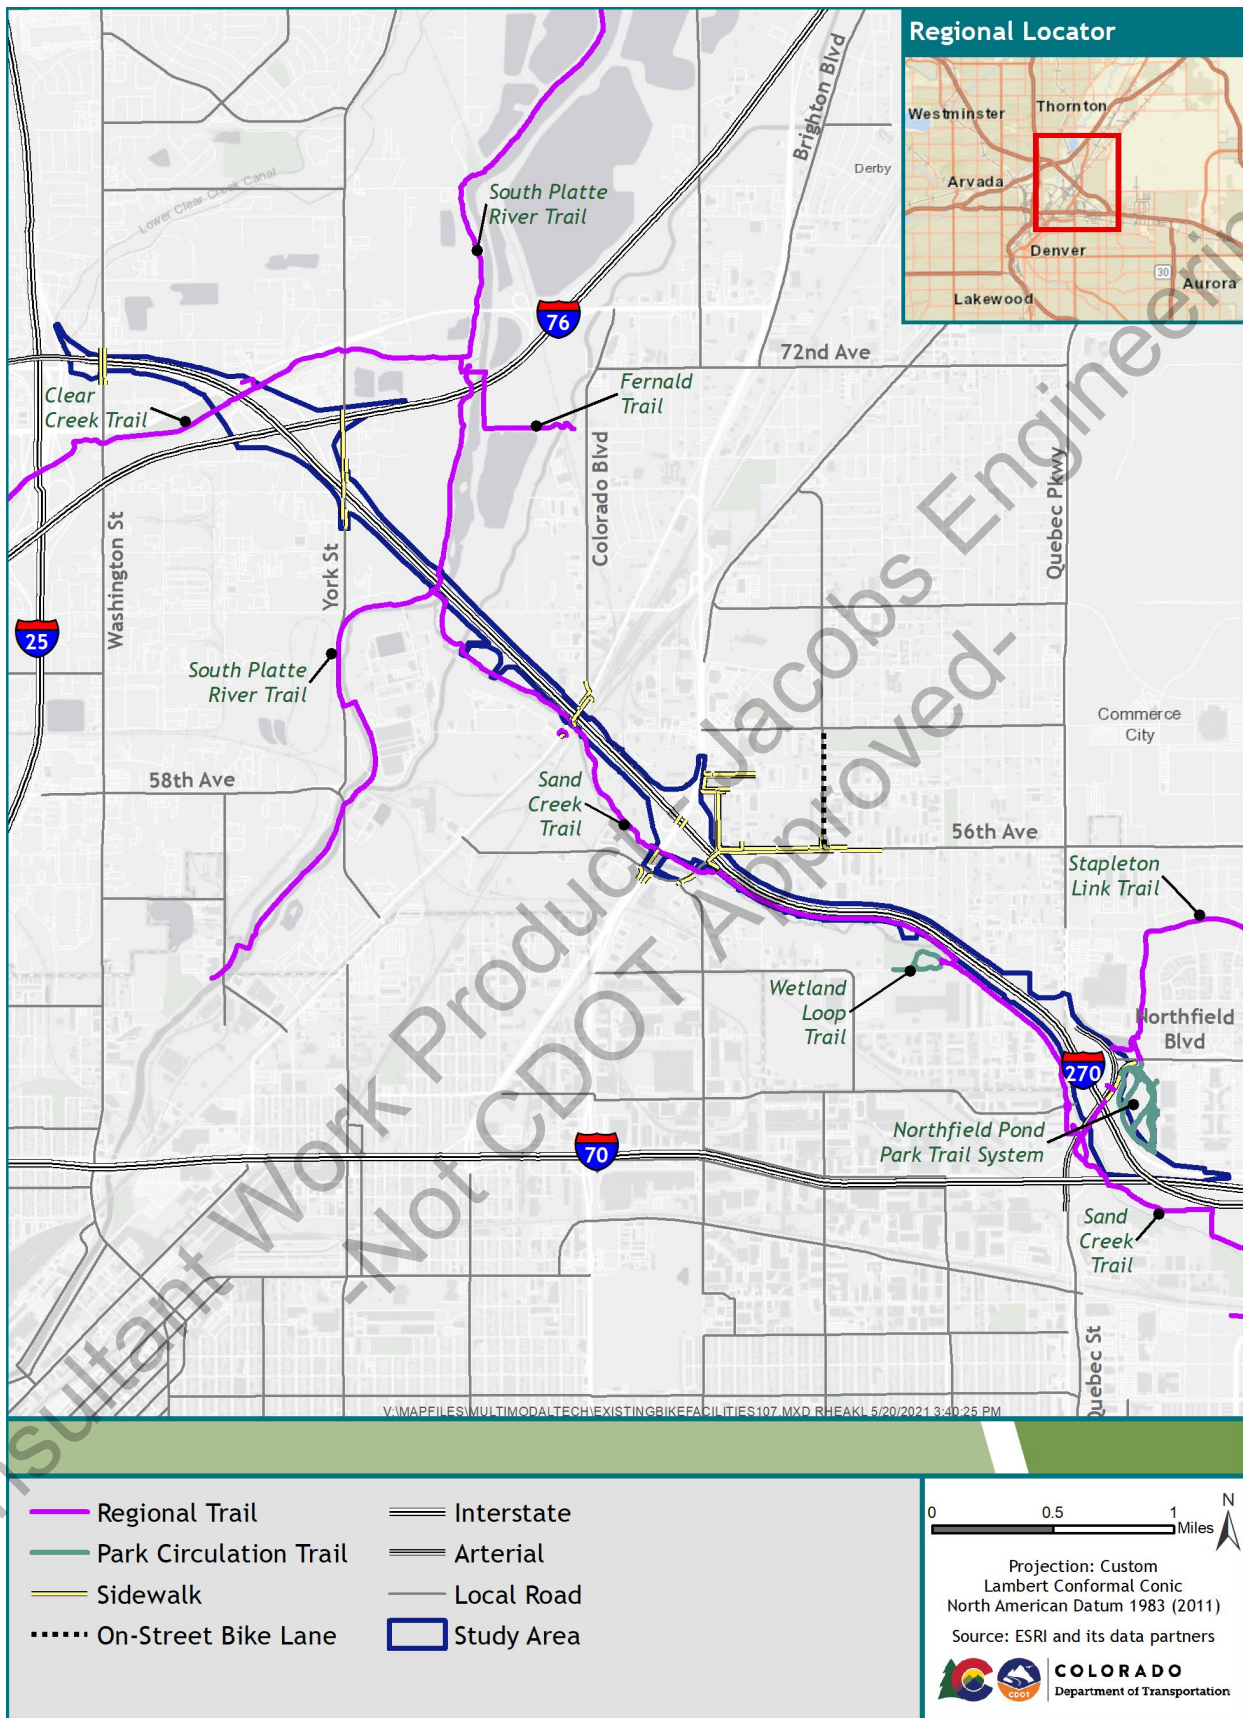 Regional Locator
Westminster
Thornton
Arvada
Denver
30
Aurora
Lakewood
Brighton Blvd
Derby
Lower Clear Creek Canal
South Platte
River Trail
76
72nd Ave
Clear
Creek Trail
Fernald
Trail
Colorado Blvd
Quebec Pkwy
Washington St
York St
25
South Platte
River Trail
Commerce
City
58th Ave
Sand
Creek
Trail
56th Ave
Stapleton
Link Trail
Wetland
Loop
Trail
Northfield
Blvd
270
Northfield Pond
Park Trail System
70
Sand
Creek
Trail
Quebec St
nsultant Work Product - Jacobs Engineerin
-Not CDOT Approved-
V:\MAPFILES\MULTIMODALTECH\EXISTINGBIKEFACILITIES107.MXD RHEAKL 5/20/2021 3:40:25 PM
Regional Trail
Park Circulation Trail
Sidewalk
On-Street Bike Lane
Interstate
Arterial
Local Road
Study Area
0 0.5 1
Miles
N
Projection: Custom
Lambert Conformal Conic
North American Datum 1983 (2011)
Source: ESRI and its data partners
CDOT
COLORADO
Department of Transportation